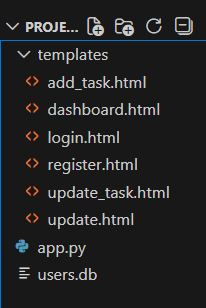 PROJE...
templates
add_task.html
dashboard.html
login.html
register.html
update_task.html
update.html
app.py
users.db